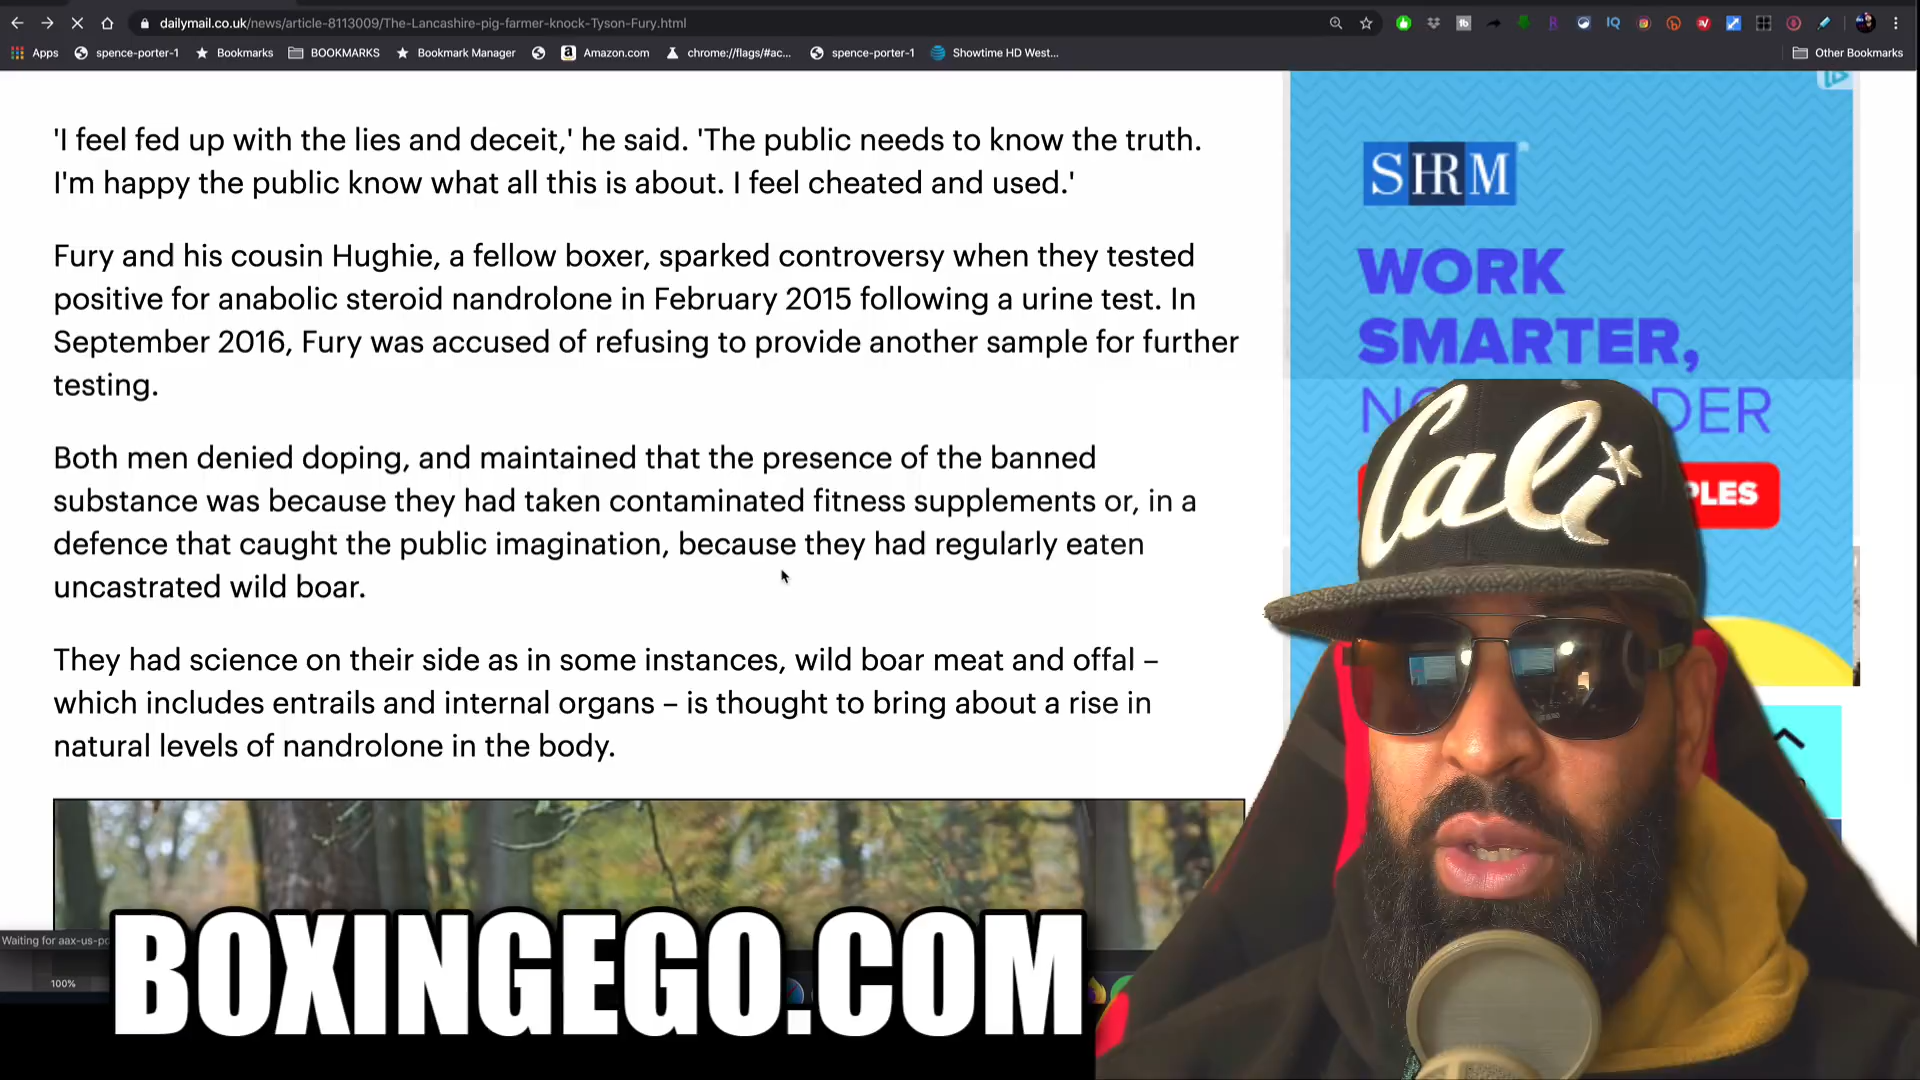 dailymail.co.uk/news/article-8113009/The-Lancashire-pig-farmer-knock-Tyson-Fury.html
Apps spence-porter-1 Bookmarks BOOKMARKS Bookmark Manager Amazon.com chrome://flags/#ac... spence-porter-1 Showtime HD West... Other Bookmarks
'I feel fed up with the lies and deceit,' he said. 'The public needs to know the truth.
I'm happy the public know what all this is about. I feel cheated and used.'
Fury and his cousin Hughie, a fellow boxer, sparked controversy when they tested
positive for anabolic steroid nandrolone in February 2015 following a urine test. In
September 2016, Fury was accused of refusing to provide another sample for further
testing.
Both men denied doping, and maintained that the presence of the banned
substance was because they had taken contaminated fitness supplements or, in a
defence that caught the public imagination, because they had regularly eaten
uncastrated wild boar.
They had science on their side as in some instances, wild boar meat and offal –
which includes entrails and internal organs – is thought to bring about a rise in
natural levels of nandrolone in the body.
SHRM
WORK
SMARTER,
Cali
Waiting for aax-us-p
100%
BOXINGEGO.COM